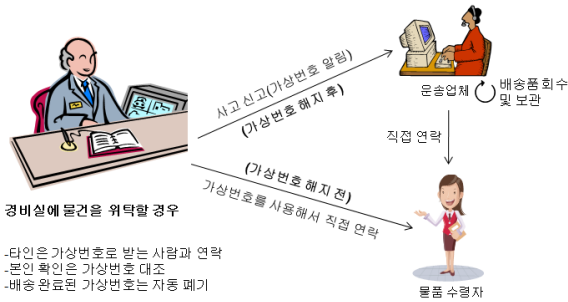 사고 신고(가상번호 알림)
(가상번호 해지 후)
운송업체
배송품 회수
및 보관
직접 연락
(가상번호 해지 전)
가상번호를 사용해서 직접 연락
물품 수령자
경비실에 물건을 위탁할 경우
-타인은 가상번호로 받는 사람과 연락
-본인 확인은 가상번호 대조
-배송 완료된 가상번호는 자동 폐기